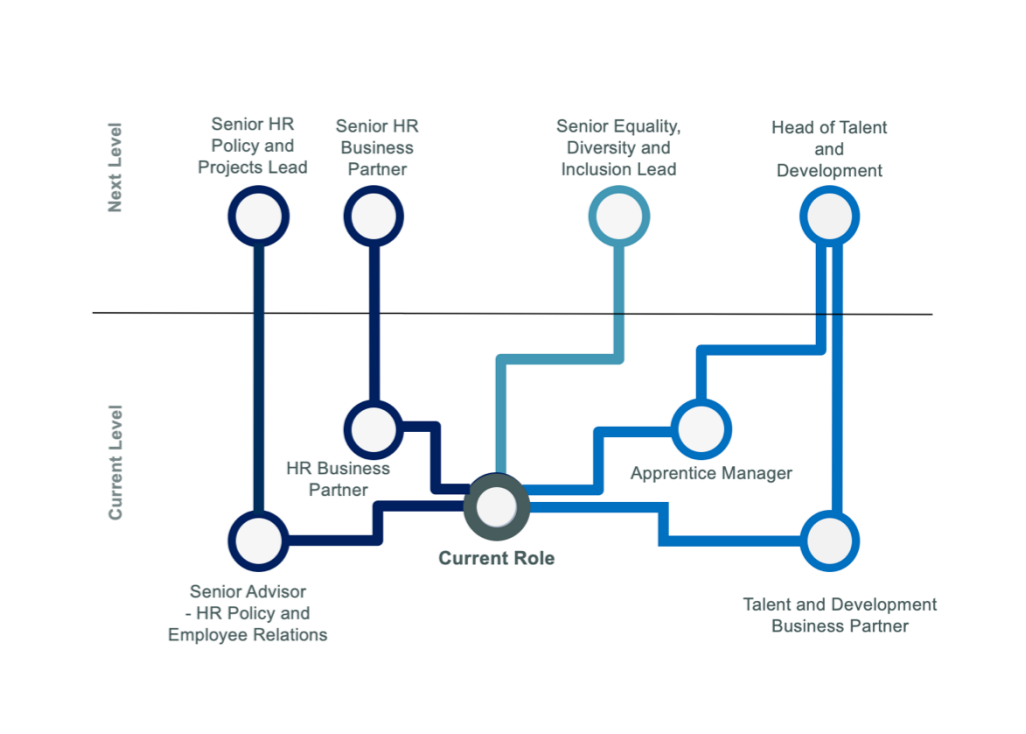 Next Level
Senior HR
Policy and
Projects Lead
Senior HR
Business
Partner
Senior Equality,
Diversity and
Inclusion Lead
Head of Talent
and
Development
Current Level
HR Business
Partner
Apprentice Manager
Current Role
Senior Advisor
- HR Policy and
Employee Relations
Talent and Development
Business Partner